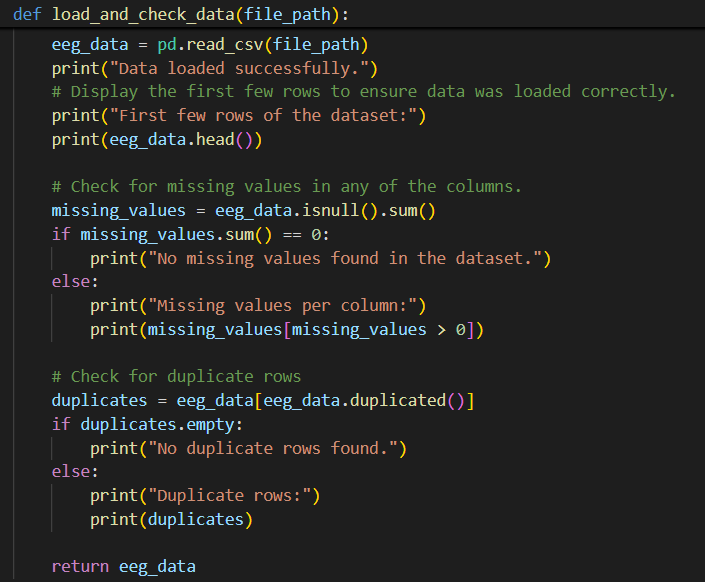 def load_and_check_data(file_path):
    eeg_data = pd.read_csv(file_path)
    print("Data loaded successfully.")
    # Display the first few rows to ensure data was loaded correctly.
    print("First few rows of the dataset:")
    print(eeg_data.head())

    # Check for missing values in any of the columns.
    missing_values = eeg_data.isnull().sum()
    if missing_values.sum() == 0:
        print("No missing values found in the dataset.")
    else:
        print("Missing values per column:")
        print(missing_values[missing_values > 0])

    # Check for duplicate rows
    duplicates = eeg_data[eeg_data.duplicated()]
    if duplicates.empty:
        print("No duplicate rows found.")
    else:
        print("Duplicate rows:")
        print(duplicates)

    return eeg_data